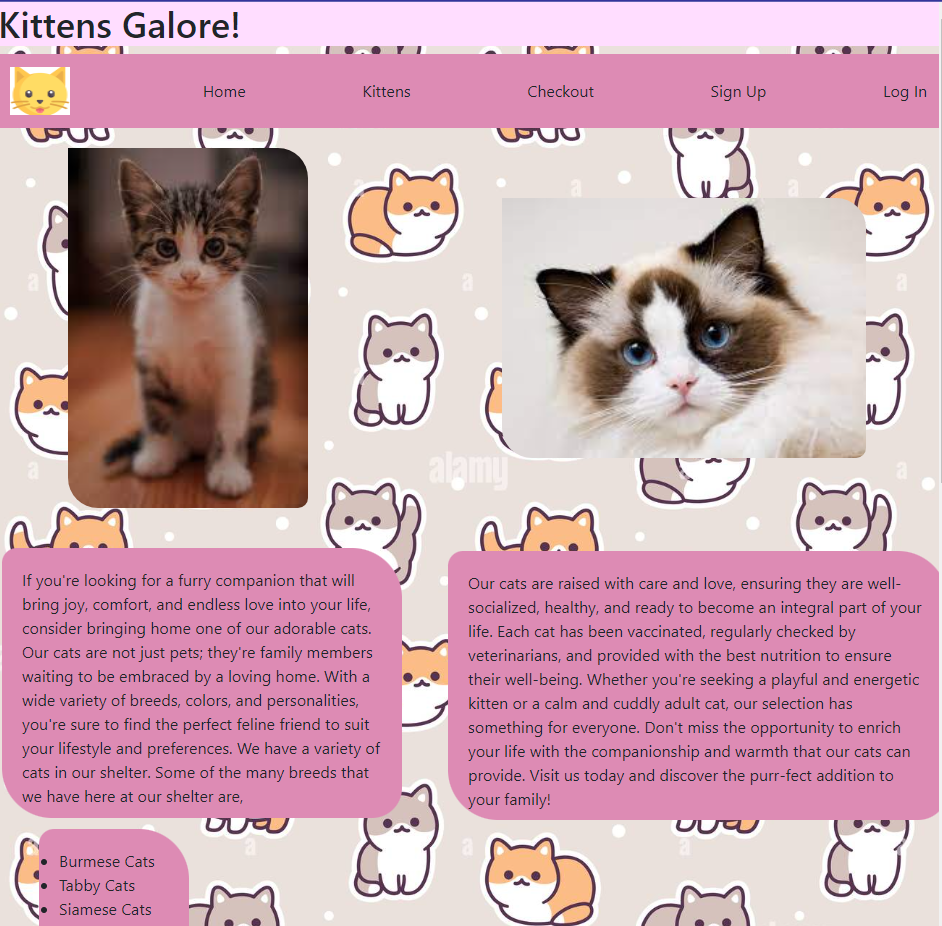 Kittens Galore!
Home Kittens Checkout Sign Up Log In
a a
a a a
a alamy a
If you're looking for a furry companion that will
bring joy, comfort, and endless love into your life,
consider bringing home one of our adorable cats.
Our cats are not just pets; they're family members
waiting to be embraced by a loving home. With a
wide variety of breeds, colors, and personalities,
you're sure to find the perfect feline friend to suit
your lifestyle and preferences. We have a variety of
cats in our shelter. Some of the many breeds that
we have here at our shelter are,
Our cats are raised with care and love, ensuring they are well-
socialized, healthy, and ready to become an integral part of your
life. Each cat has been vaccinated, regularly checked by
veterinarians, and provided with the best nutrition to ensure
their well-being. Whether you're seeking a playful and energetic
kitten or a calm and cuddly adult cat, our selection has
something for everyone. Don't miss the opportunity to enrich
your life with the companionship and warmth that our cats can
provide. Visit us today and discover the purr-fect addition to
your family!
a a a
• Burmese Cats
• Tabby Cats
• Siamese Cats